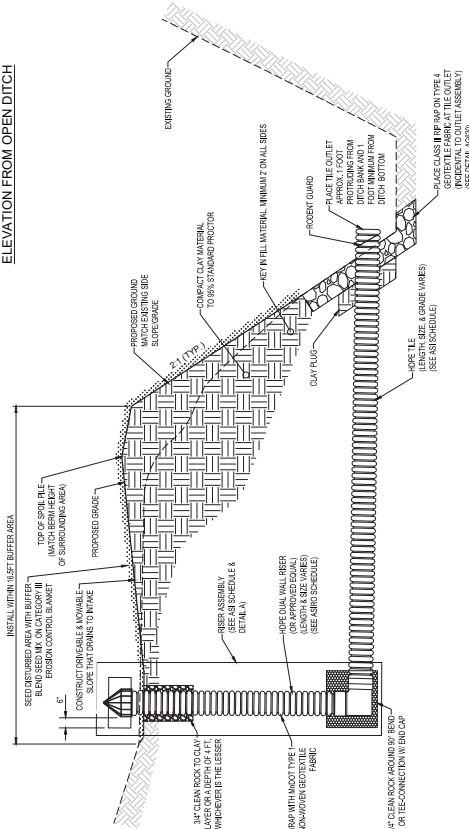 ELEVATION FROM OPEN DITCH
INSTALL WITHIN 16.5FT BUFFER AREA
SEED DISTURBED AREA WITH BUFFER
BLEND SEED MIX ON CATEGORY III
EROSION CONTROL BLANKET
6"
CONSTRUCT DRIVEABLE & MOWABLE
SLOPE THAT DRAINS TO INTAKE
TOP OF SPOIL PILE
(MATCH BERM HEIGHT
OF SURROUNDING AREA)
PROPOSED GRADE
PROPOSED GROUND
MATCH EXISTING SIDE
SLOPE/GRADE
2:1 (TYP.)
COMPACT CLAY MATERIAL
TO 95% STANDARD PROCTOR
KEY IN FILL MATERIAL, MINIMUM 2' ON ALL SIDES
EXISTING GROUND
RODENT GUARD
PLACE TILE OUTLET
APPROX. 1 FOOT
PROTRUDING FROM
DITCH BANK AND 1
FOOT MINIMUM FROM
DITCH BOTTOM
PLACE CLASS III RIP RAP ON TYPE 4
GEOTEXTILE FABRIC AT TILE OUTLET
(INCIDENTAL TO OUTLET ASSEMBLY)
CLAY PLUG
HDPE TILE
(LENGTH, SIZE, & GRADE VARIES)
(SEE ASI SCHEDULE)
RISER ASSEMBLY
(SEE ASI SCHEDULE &
DETAIL A)
HDPE DUAL WALL RISER
(OR APPROVED EQUAL)
(LENGTH & SIZE VARIES)
(SEE ASIRO SCHEDULE)
3/4" CLEAN ROCK TO CLAY
LAYER OR A DEPTH OF 4 FT,
WHICHEVER IS THE LESSER
WITH MnDOT TYPE 1
NON-WOVEN GEOTEXTILE
FABRIC
CLEAN ROCK AROUND 90° BEND
OR TEE-CONNECTION W/ END CAP